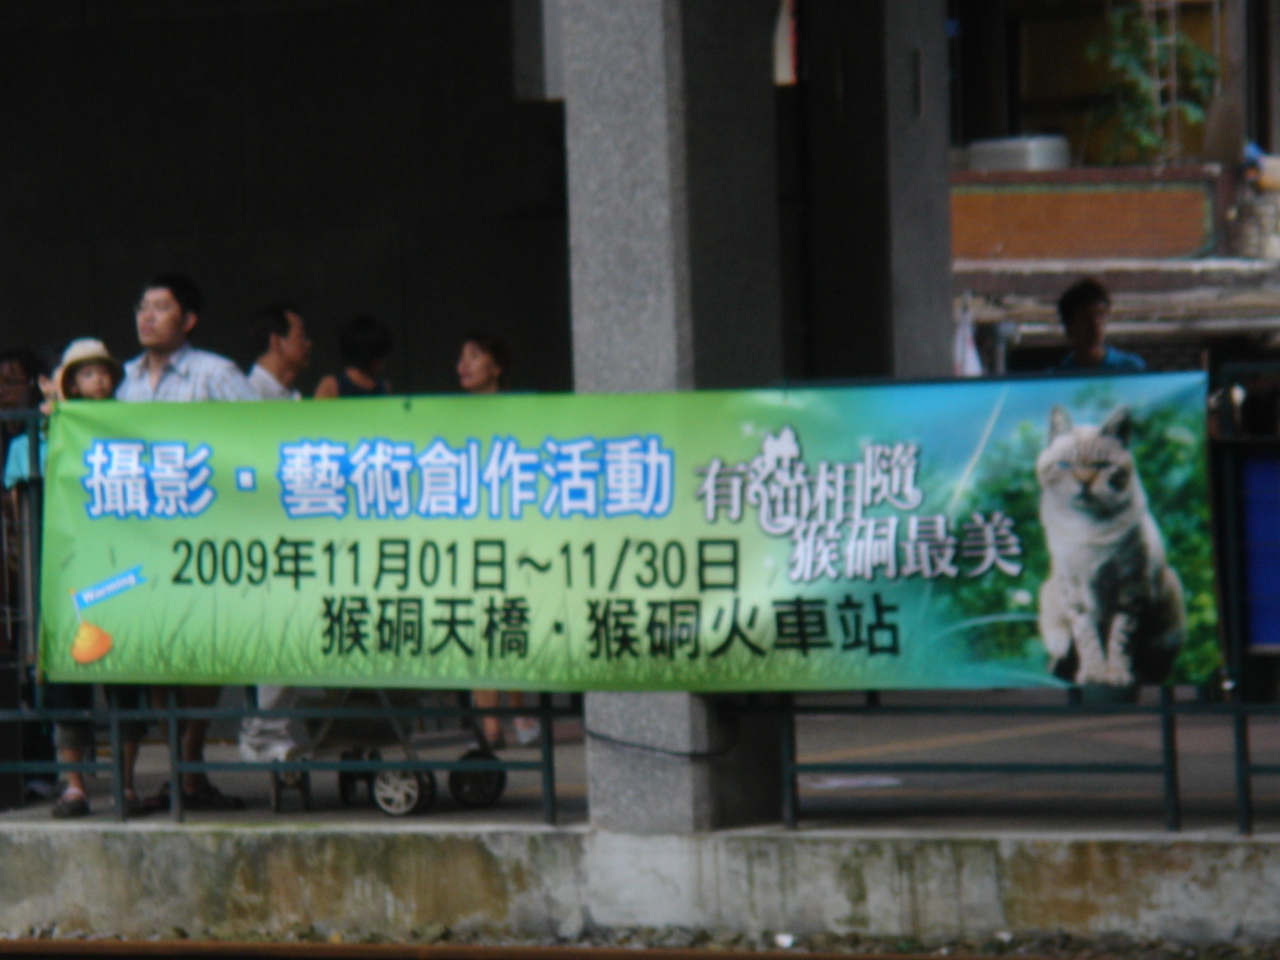 攝影・藝術創作活動
有貓相隨
猴硐最美
2009年11月01日～11/30日
猴硐天橋・猴硐火車站
Warming